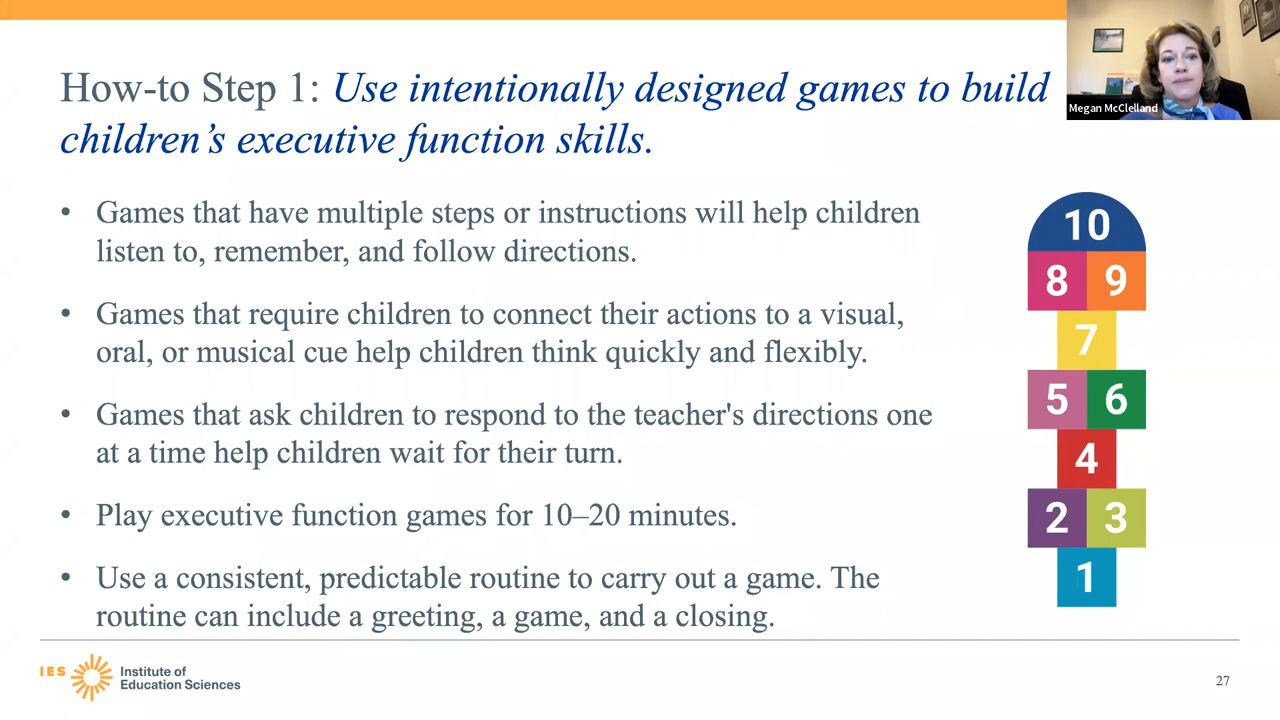 How-to Step 1: Use intentionally designed games to build
children’s executive function skills.
Megan McClelland
• Games that have multiple steps or instructions will help children
listen to, remember, and follow directions.
• Games that require children to connect their actions to a visual,
oral, or musical cue help children think quickly and flexibly.
• Games that ask children to respond to the teacher's directions one
at a time help children wait for their turn.
• Play executive function games for 10–20 minutes.
• Use a consistent, predictable routine to carry out a game. The
routine can include a greeting, a game, and a closing.
10
8 9
7
5 6
4
2 3
1
IES
Institute of
Education Sciences
27